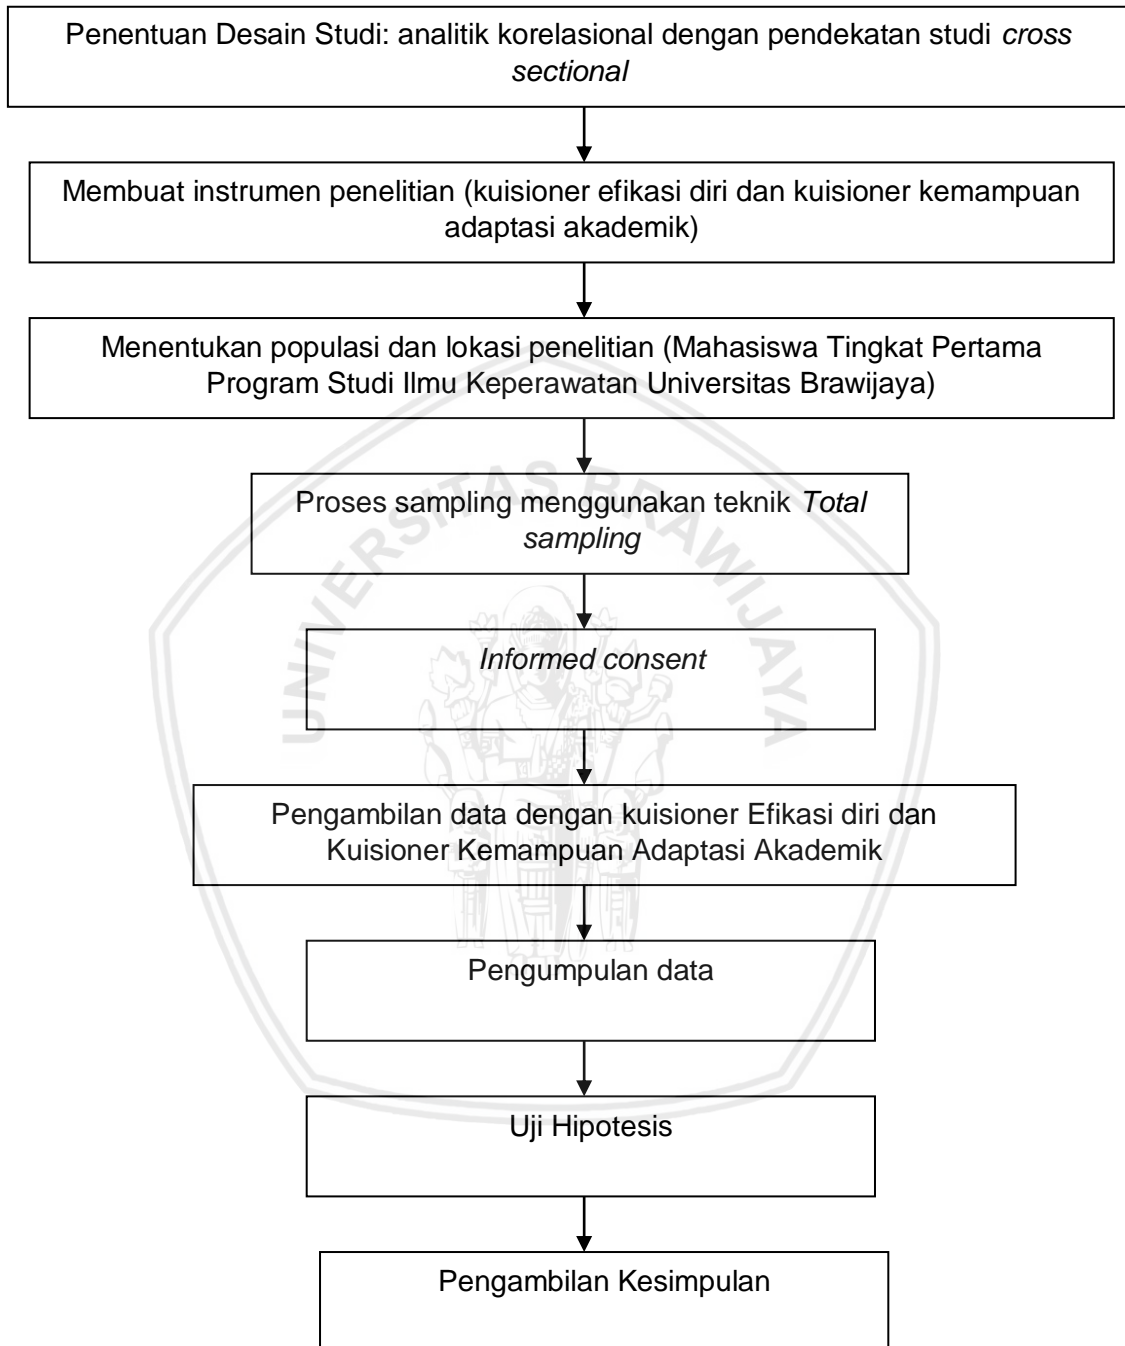 Penentuan Desain Studi: analitik korelasional dengan pendekatan studi cross
sectional
Membuat instrumen penelitian (kuisioner efikasi diri dan kuisioner kemampuan
adaptasi akademik)
Menentukan populasi dan lokasi penelitian (Mahasiswa Tingkat Pertama
Program Studi Ilmu Keperawatan Universitas Brawijaya)
Proses sampling menggunakan teknik Total
sampling
UNIVERSITAS BRAWIJAYA
Informed consent
Pengambilan data dengan kuisioner Efikasi diri dan
Kuisioner Kemampuan Adaptasi Akademik
Pengumpulan data
Uji Hipotesis
Pengambilan Kesimpulan